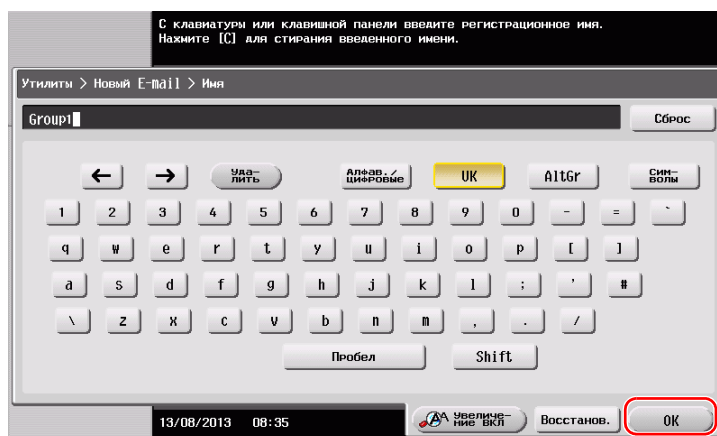 С клавиатуры или клавишной панели введите регистрационное имя.
Нажмите [C] для стирания введенного имени.
Утилиты > Новый E-mail > Имя
Group1
Сброс
← → Уда-
лить
Алфав./
цифровые
UK AltGr Сим-
волы
1 2 3 4 5 6 7 8 9 0 - = `
q w e r t y u i o p [ ]
a s d f g h j k l ; ' #
\ z x c v b n m , . /
Пробел Shift
13/08/2013 08:35 Увеличе-
ние вкл Восстанов. OK